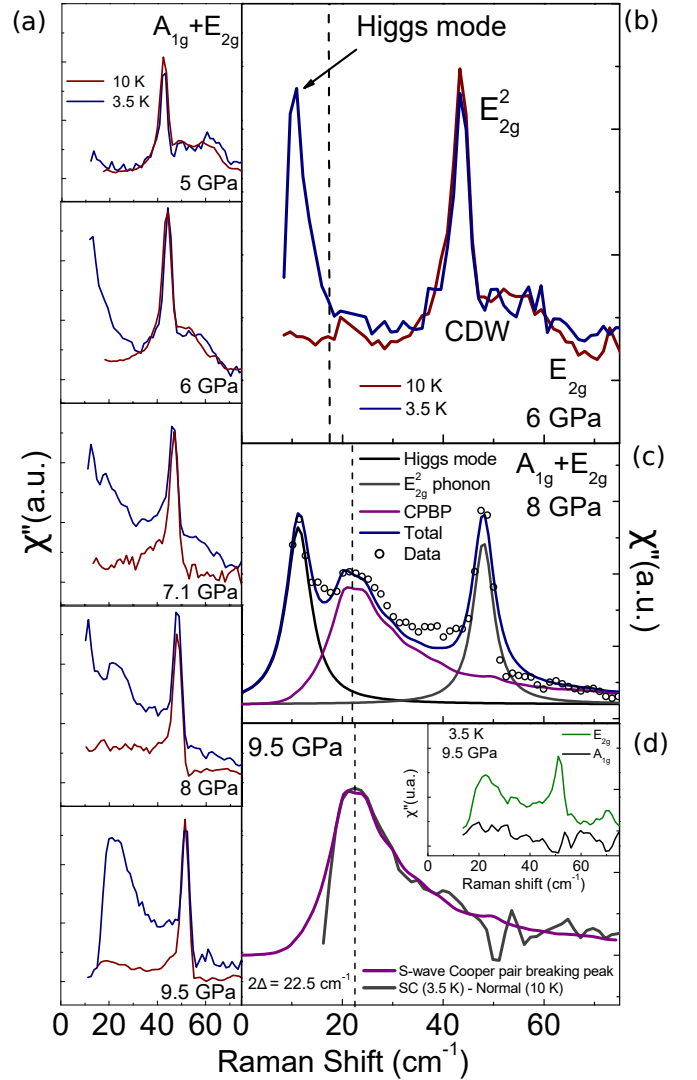 (a)
A1g+E2g
10 K
3.5 K
5 GPa
6 GPa
7.1 GPa
8 GPa
9.5 GPa
0 20 40 60
χ''(a.u.)
(b)
Higgs mode
E²2g
CDW
E2g
10 K
3.5 K
6 GPa
(c)
Higgs mode
E²2g phonon
CPBP
Total
Data
A1g+E2g
8 GPa
χ''(a.u.)
(d)
9.5 GPa
3.5 K
9.5 GPa
E2g
A1g
χ''(a.u.)
0 20 40 60
Raman shift (cm⁻¹)
2Δ = 22.5 cm⁻¹
S-wave Cooper pair breaking peak
SC (3.5 K) - Normal (10 K)
0 20 40 60
Raman Shift (cm⁻¹)